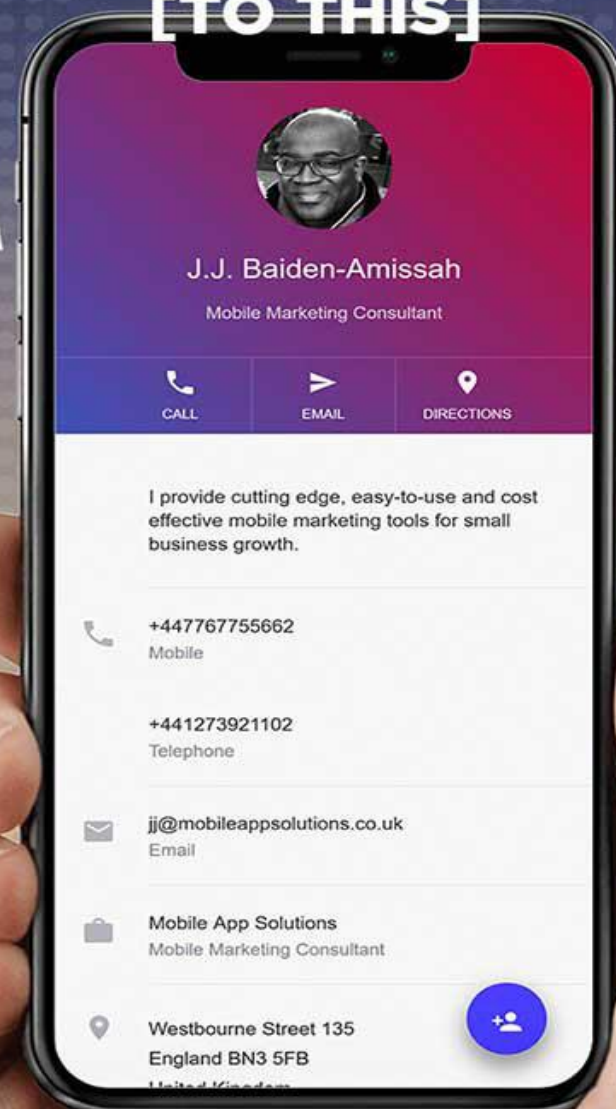 [TO THIS]
J.J. Baiden-Amissah
Mobile Marketing Consultant
CALL
EMAIL
DIRECTIONS
I provide cutting edge, easy-to-use and cost
effective mobile marketing tools for small
business growth.
+447767755662
Mobile
+441273921102
Telephone
jj@mobileappsolutions.co.uk
Email
Mobile App Solutions
Mobile Marketing Consultant
Westbourne Street 135
England BN3 5FB
United Kingdom